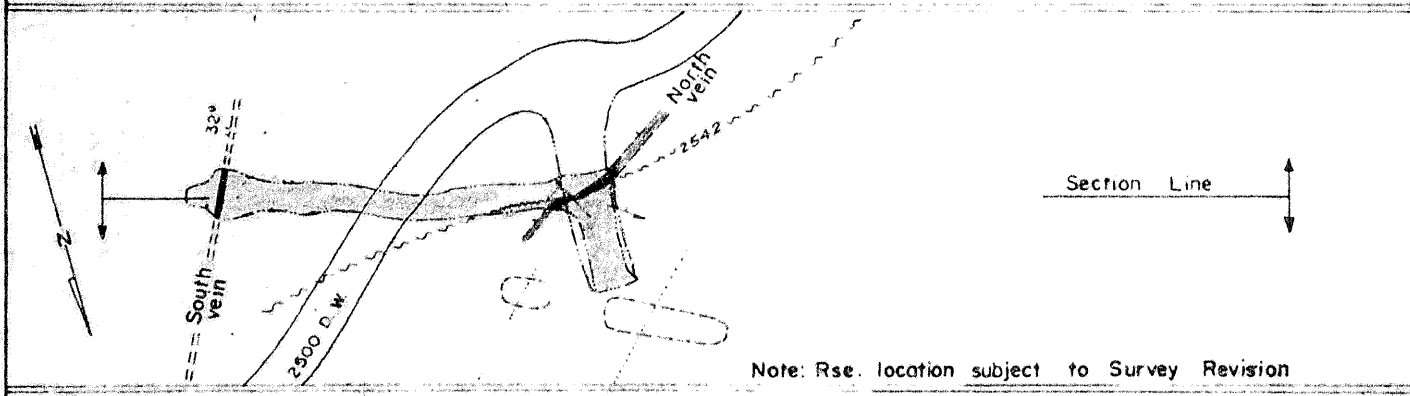 North
vein
32°
2542
Section Line
N
South
vein
2500 D.W.
Note: Rse. location subject to Survey Revision